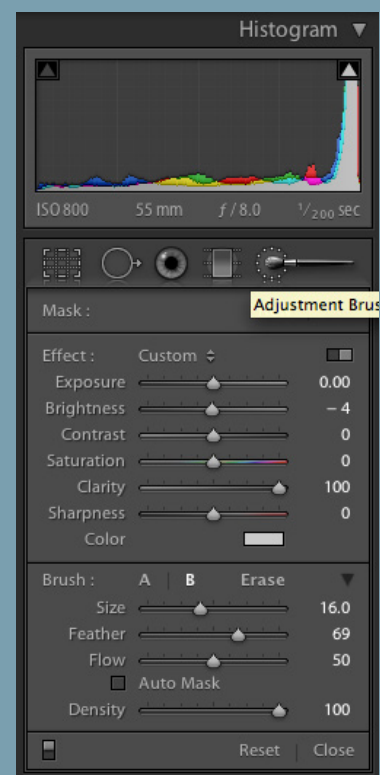 Histogram
ISO 800 55 mm f / 8.0 1/200 sec
Adjustment Brus
Mask :
Effect : Custom
Exposure 0.00
Brightness – 4
Contrast 0
Saturation 0
Clarity 100
Sharpness 0
Color
Brush : A B Erase
Size 16.0
Feather 69
Flow 50
Auto Mask
Density 100
Reset Close